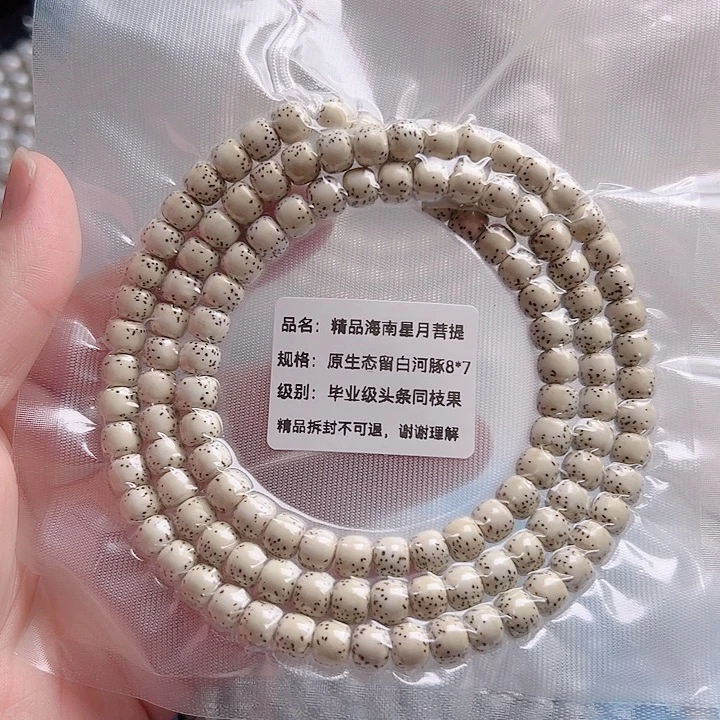 品名：精品海南星月菩提
规格：原生态留白河豚8*7
级别：毕业级头条同枝果
精品拆封不可退，谢谢理解